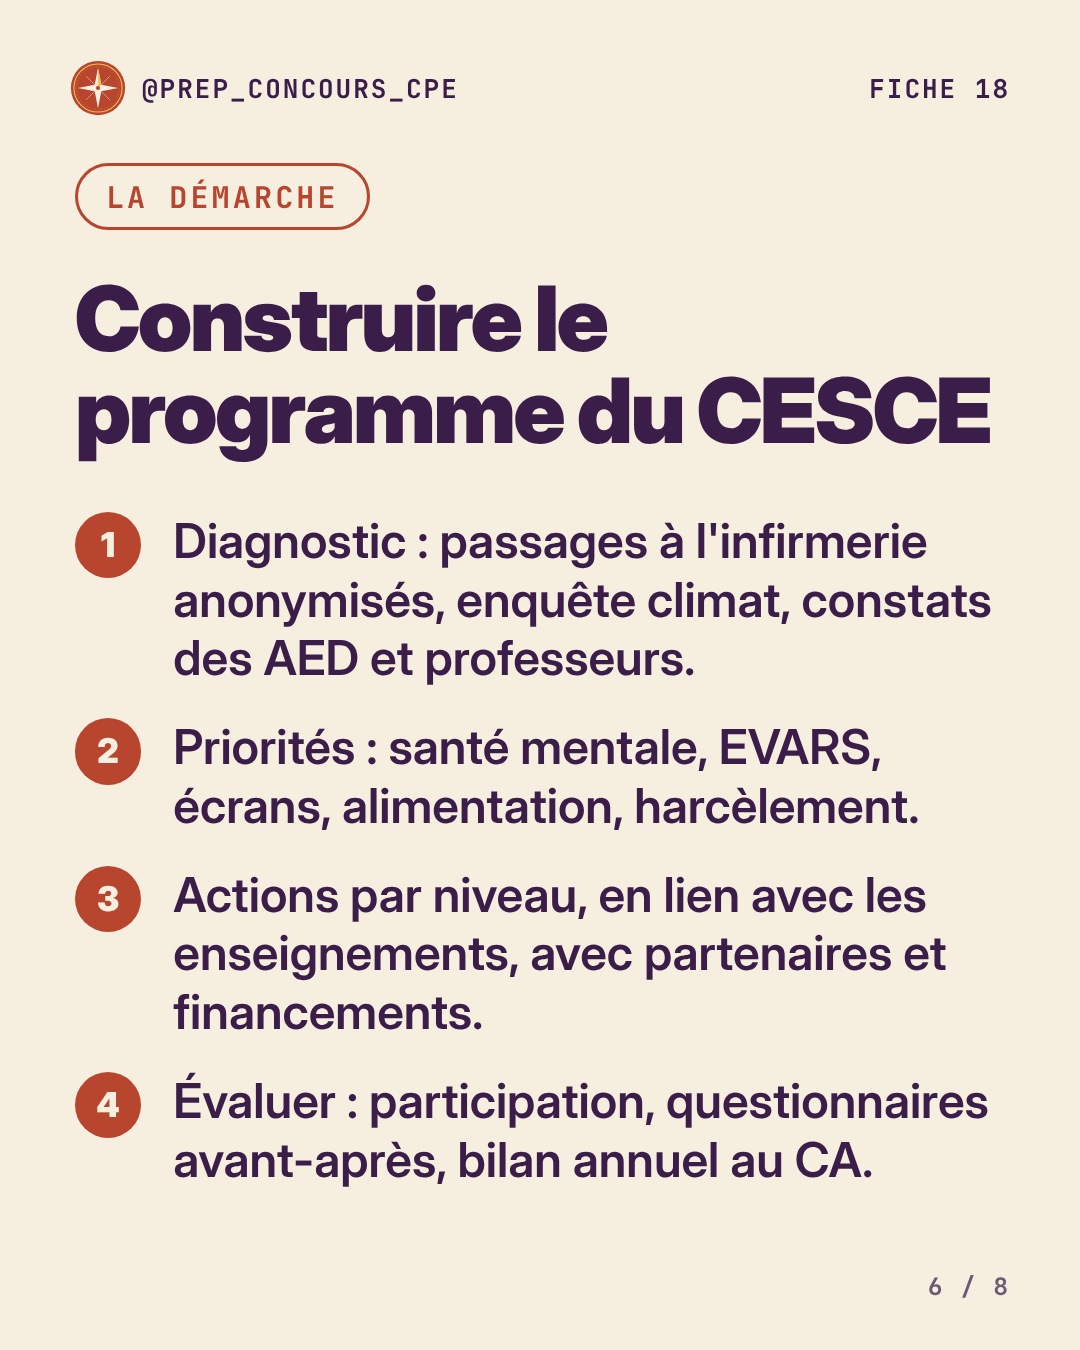 @PREP_CONCOURS_CPE
FICHE 18
LA DÉMARCHE
Construire le
programme du CESCE
1
Diagnostic : passages à l'infirmerie
anonymisés, enquête climat, constats
des AED et professeurs.
2
Priorités : santé mentale, EVARS,
écrans, alimentation, harcèlement.
3
Actions par niveau, en lien avec les
enseignements, avec partenaires et
financements.
4
Évaluer : participation, questionnaires
avant-après, bilan annuel au CA.
6 / 8